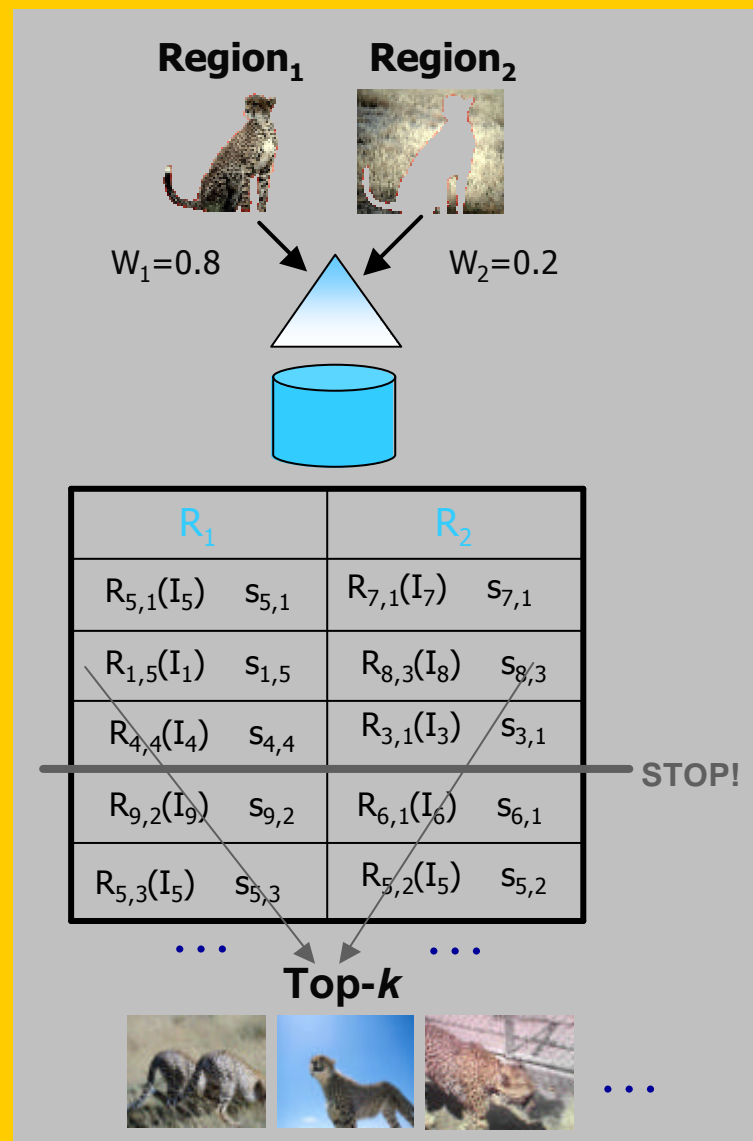 Region₁ Region₂
W₁=0.8 W₂=0.2
R₁ R₂
R₅,₁(I₅) s₅,₁ R₇,₁(I₇) s₇,₁
R₁,₅(I₁) s₁,₅ R₈,₃(I₈) s₈,₃
R₄,₄(I₄) s₄,₄ R₃,₁(I₃) s₃,₁
STOP!
R₉,₂(I₉) s₉,₂ R₆,₁(I₆) s₆,₁
R₅,₃(I₅) s₅,₃ R₅,₂(I₅) s₅,₂
... ...
Top-k
...